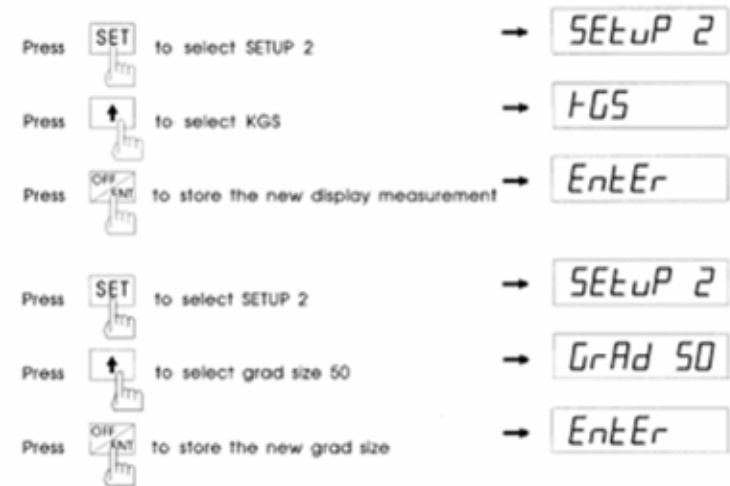 Press SET to select SETUP 2 → SEtuP 2
Press ↑ to select KGS → KGS
Press OFF/ENT to store the new display measurement → EntEr
Press SET to select SETUP 2 → SEtuP 2
Press ↑ to select grad size 50 → GrAd 50
Press OFF/ENT to store the new grad size → EntEr